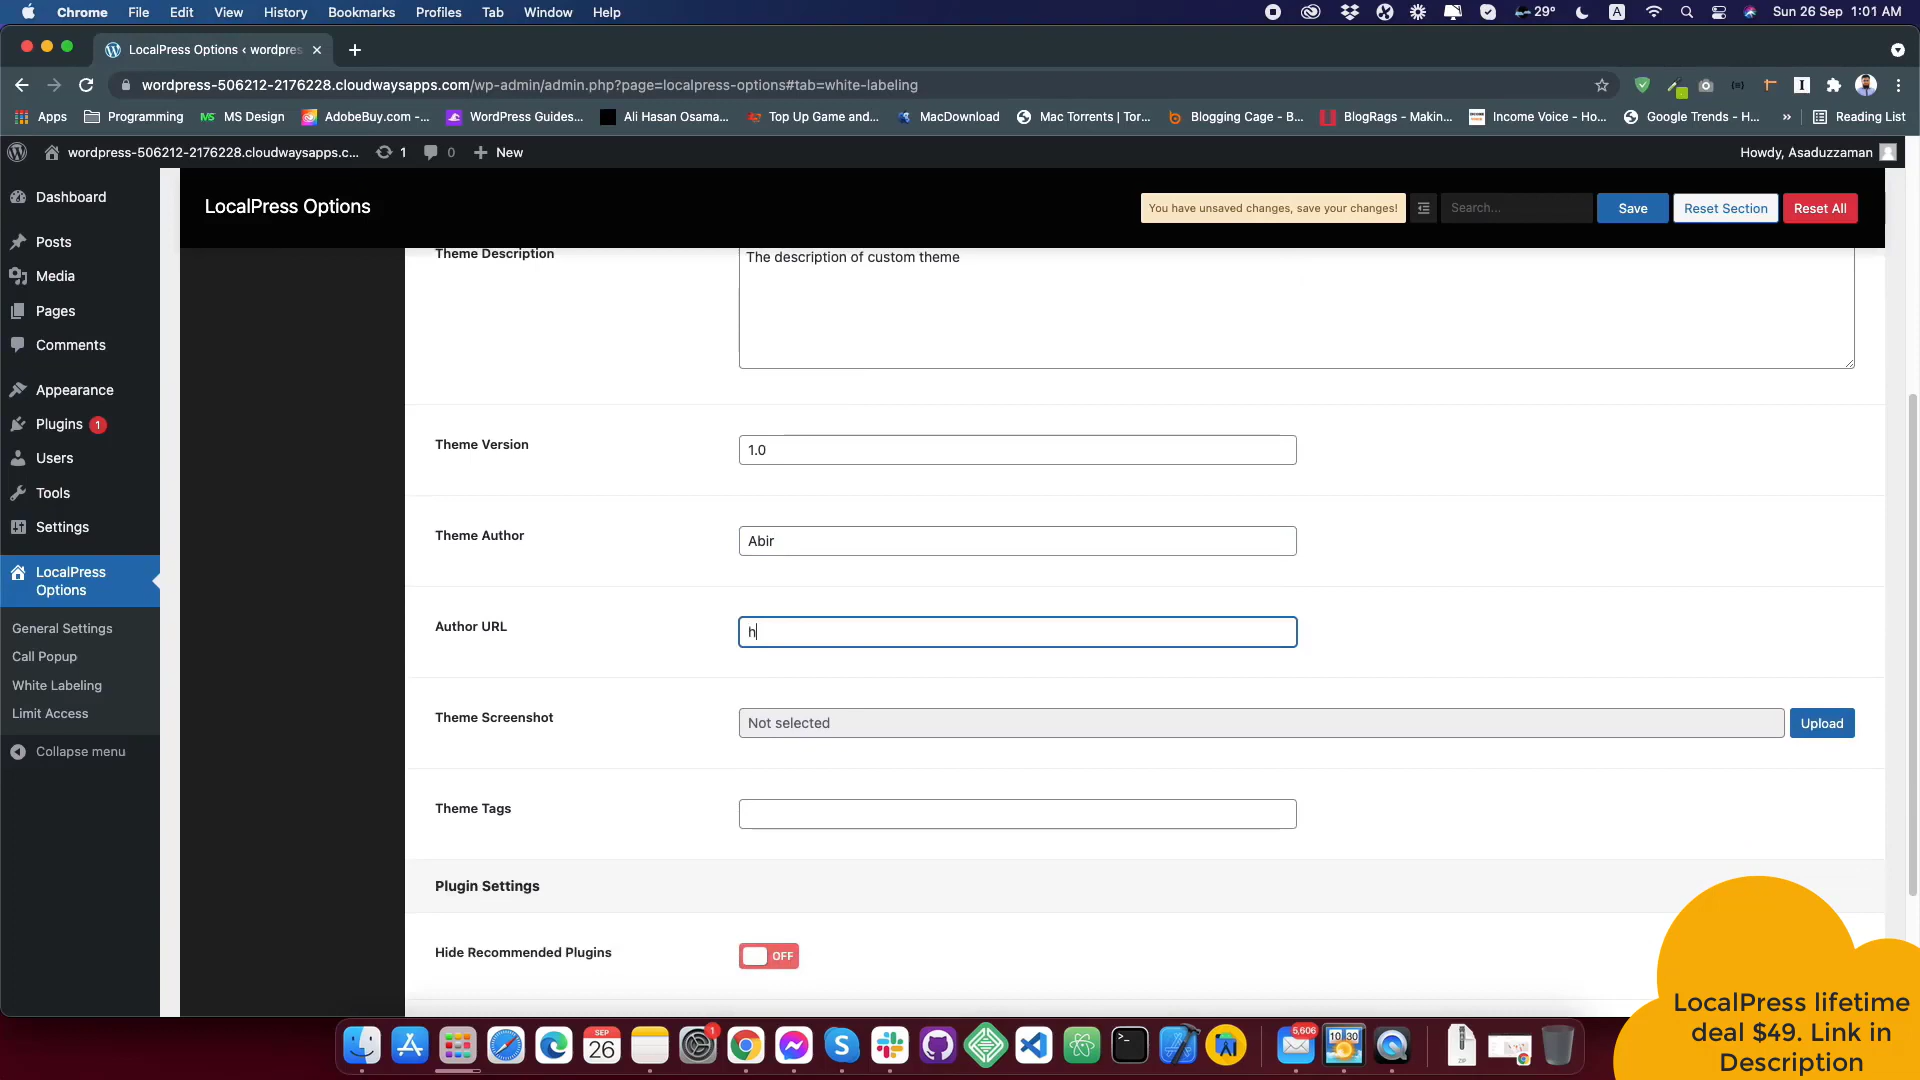 Chrome File Edit View History Bookmarks Profiles Tab Window Help 29° A Sun 26 Sep 1:01 AM
LocalPress Options ‹ wordpres
wordpress-506212-2176228.cloudwaysapps.com/wp-admin/admin.php?page=localpress-options#tab=white-labeling
Apps Programming MS Design AdobeBuy.com -... WordPress Guides... Ali Hasan Osama... Top Up Game and... MacDownload Mac Torrents | Tor... Blogging Cage - B... BlogRags - Makin... Income Voice - Ho... Google Trends - H... » Reading List
wordpress-506212-2176228.cloudwaysapps.c... 1 0 New Howdy, Asaduzzaman
LocalPress Options
You have unsaved changes, save your changes! Search... Save Reset Section Reset All
Dashboard
Posts
Media
Pages
Comments
Appearance
Plugins 1
Users
Tools
Settings
LocalPress
Options
General Settings
Call Popup
White Labeling
Limit Access
Collapse menu
Theme Description
The description of custom theme
Theme Version
1.0
Theme Author
Abir
Author URL
h
Theme Screenshot
Not selected
Upload
Theme Tags
Plugin Settings
Hide Recommended Plugins
OFF
LocalPress lifetime
deal $49. Link in
Description
SEP
26
1
5,606
10:30
ZIP